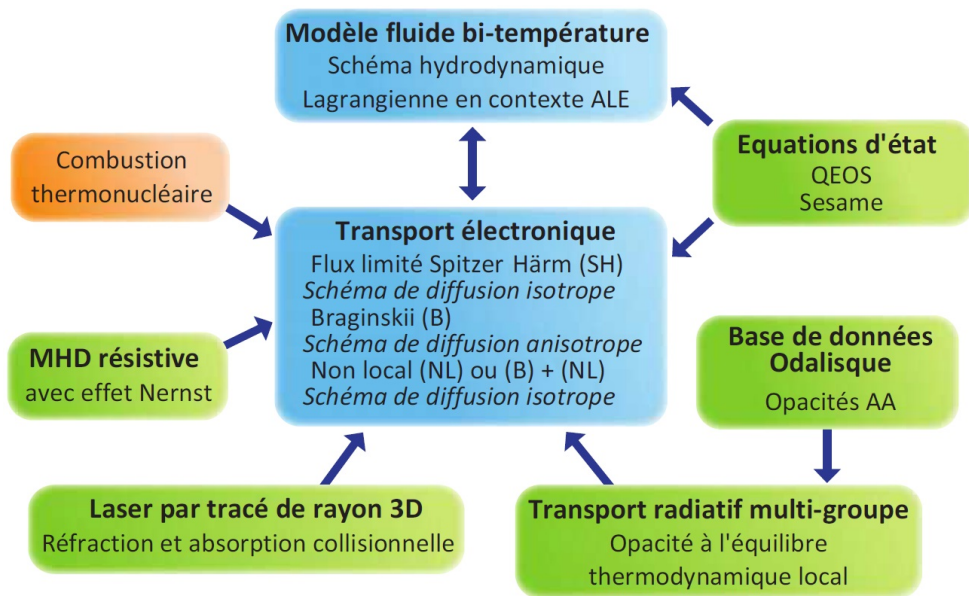 Modèle fluide bi-température
Schéma hydrodynamique
Lagrangienne en contexte ALE
Combustion
thermonucléaire
Equations d'état
QEOS
Sesame
Transport électronique
Flux limité Spitzer Härm (SH)
Schéma de diffusion isotrope
Braginskii (B)
Schéma de diffusion anisotrope
Non local (NL) ou (B) + (NL)
Schéma de diffusion isotrope
MHD résistive
avec effet Nernst
Base de données
Odalisque
Opacités AA
Laser par tracé de rayon 3D
Réfraction et absorption collisionnelle
Transport radiatif multi-groupe
Opacité à l'équilibre
thermodynamique local